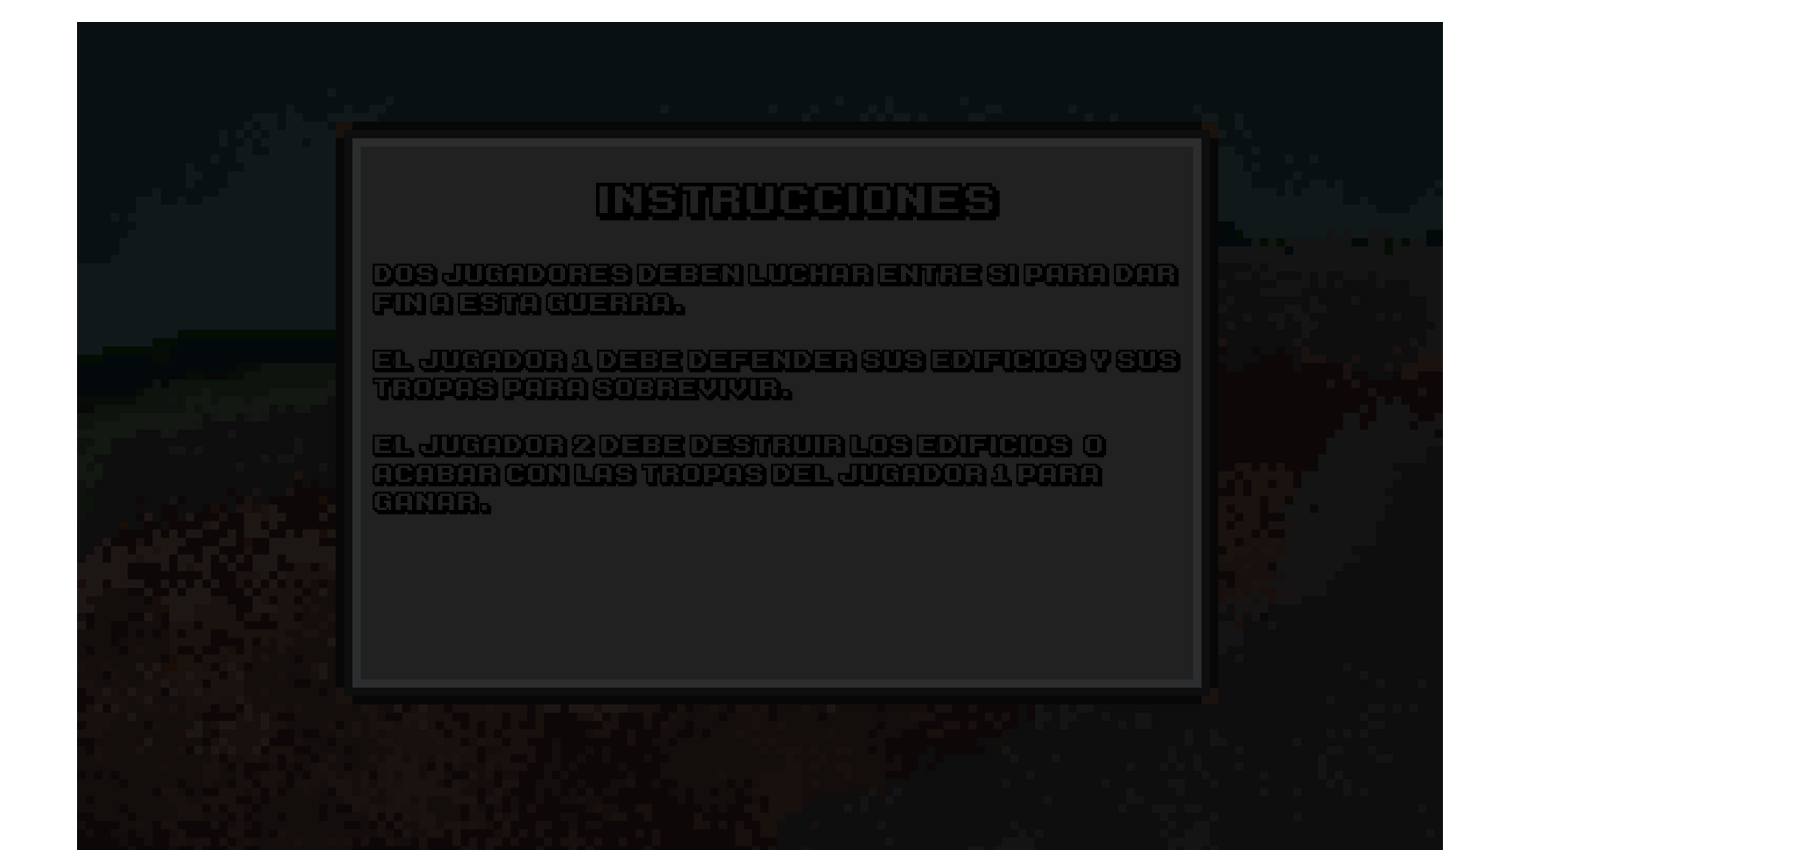 INSTRUCCIONES
DOS JUGADORES DEBEN LUCHAR ENTRE SI PARA DAR
FIN A ESTA GUERRA.
EL JUGADOR 1 DEBE DEFENDER SUS EDIFICIOS Y SUS
TROPAS PARA SOBREVIVIR.
EL JUGADOR 2 DEBE DESTRUIR LOS EDIFICIOS  O
ACABAR CON LAS TROPAS DEL JUGADOR 1 PARA
GANAR.